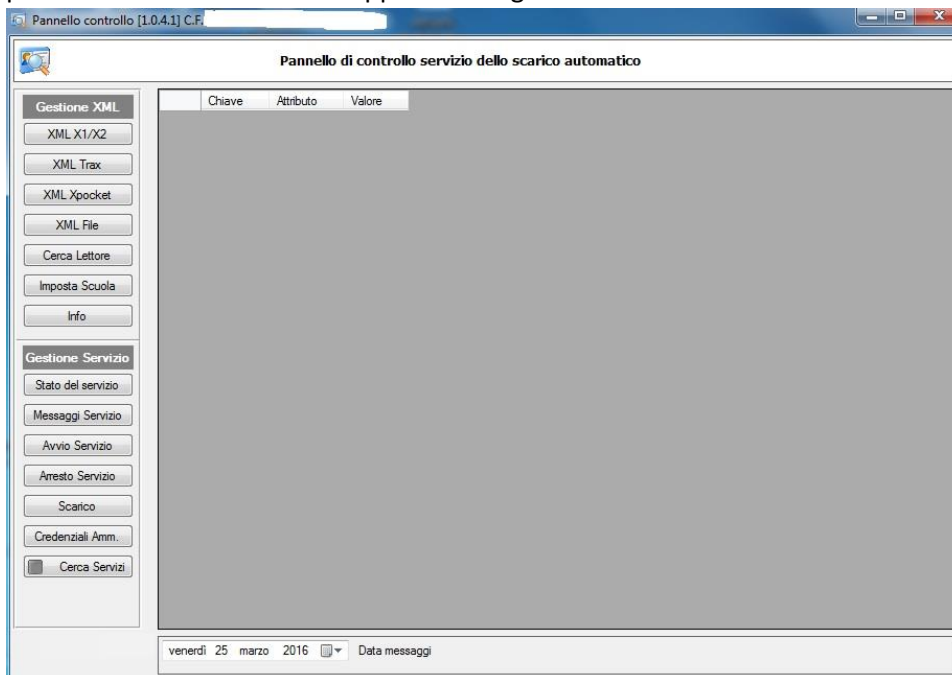 Pannello controllo [1.0.4.1] C.F.
Pannello di controllo servizio dello scarico automatico
Gestione XML
XML X1/X2
XML Trax
XML Xpocket
XML File
Cerca Lettore
Imposta Scuola
Info
Gestione Servizio
Stato del servizio
Messaggi Servizio
Avvio Servizio
Arresto Servizio
Scarico
Credenziali Amm.
Cerca Servizi
Chiave Attributo Valore
venerdì 25 marzo 2016 Data messaggi